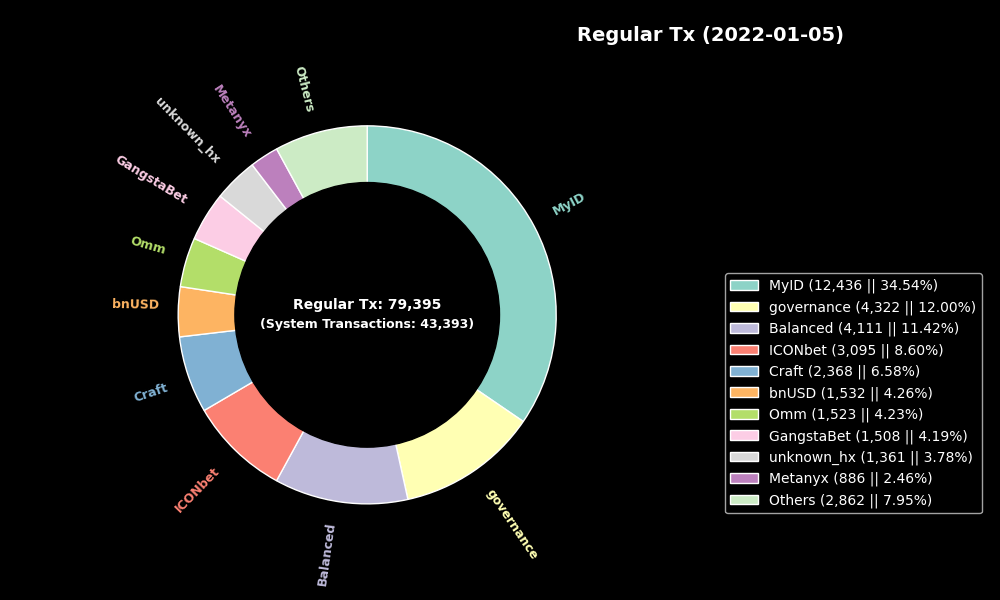 Regular Tx (2022-01-05)
Others
Metanyx
unknown_hx
GangstaBet
Omm
bnUSD
Craft
ICONbet
Balanced
governance
MyID
Regular Tx: 79,395
(System Transactions: 43,393)
MyID (12,436 || 34.54%)
governance (4,322 || 12.00%)
Balanced (4,111 || 11.42%)
ICONbet (3,095 || 8.60%)
Craft (2,368 || 6.58%)
bnUSD (1,532 || 4.26%)
Omm (1,523 || 4.23%)
GangstaBet (1,508 || 4.19%)
unknown_hx (1,361 || 3.78%)
Metanyx (886 || 2.46%)
Others (2,862 || 7.95%)